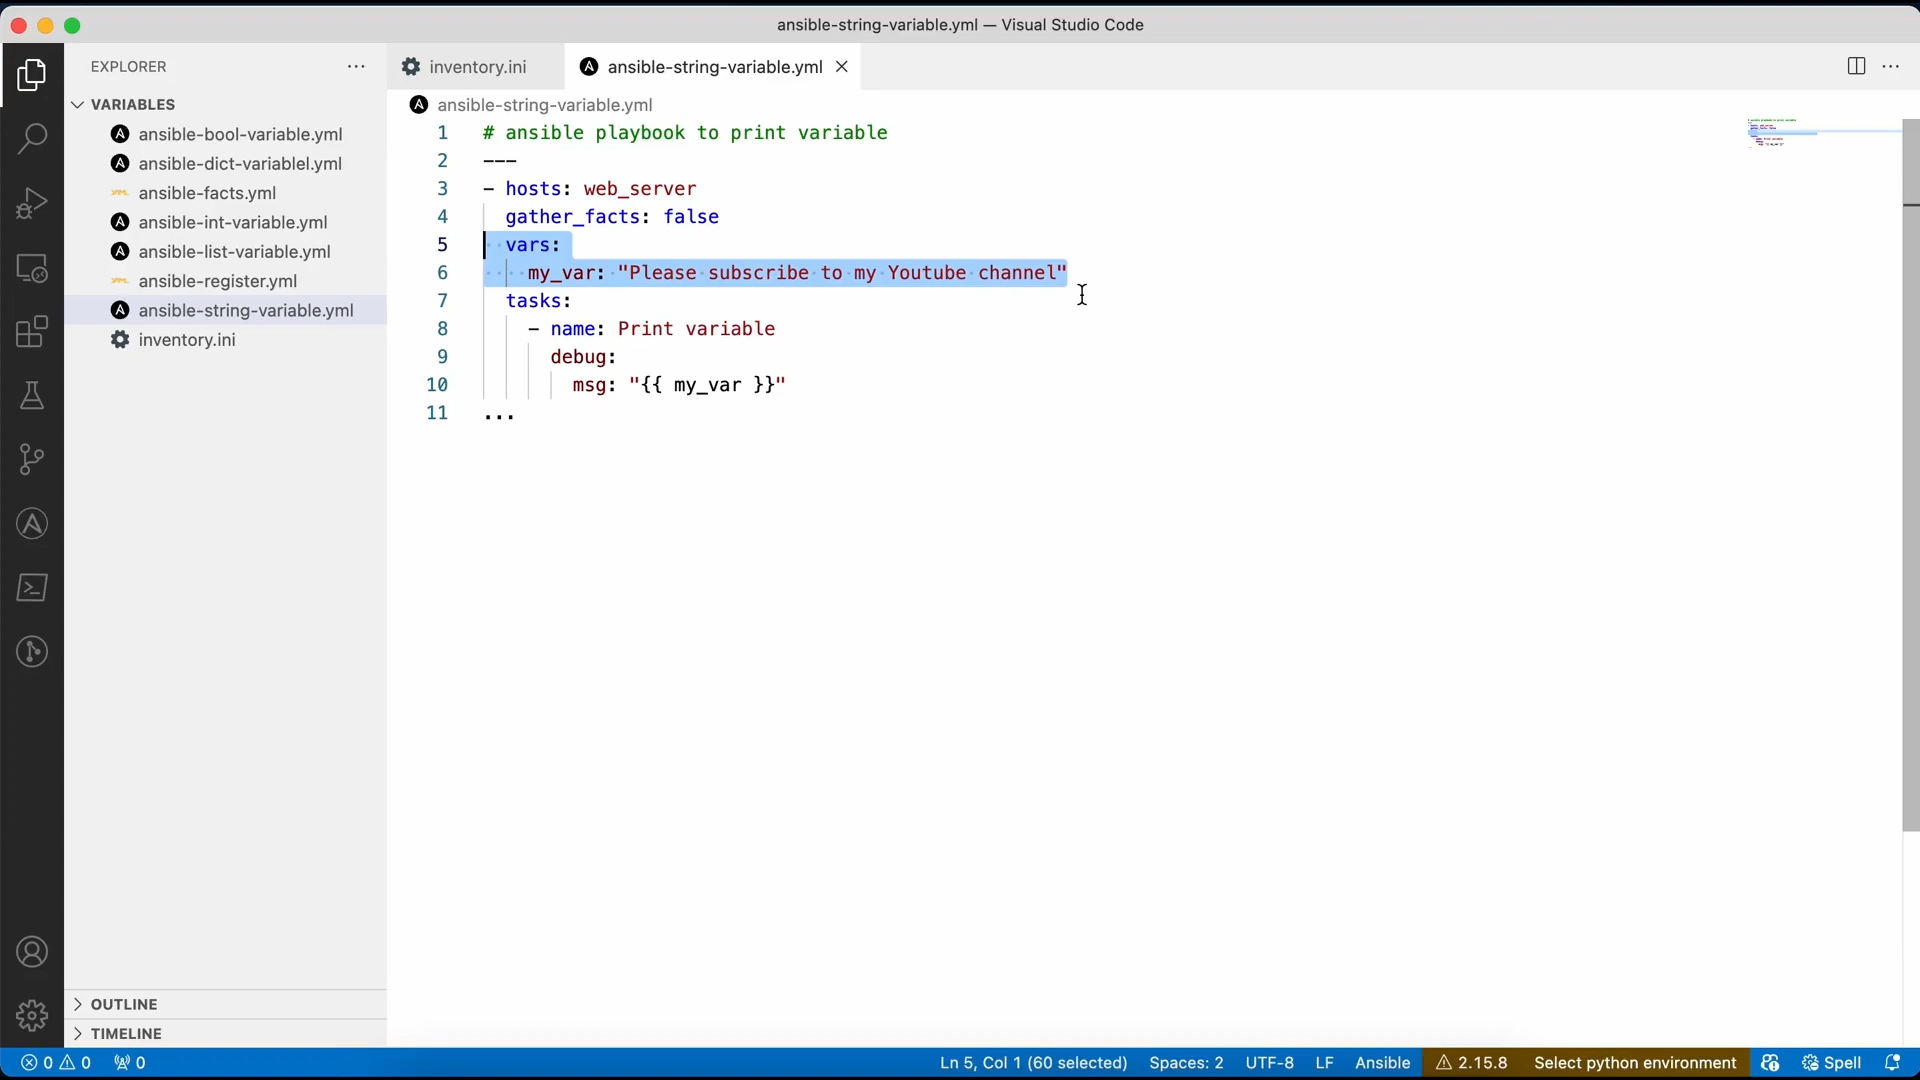 ansible-string-variable.yml — Visual Studio Code
EXPLORER
VARIABLES
ansible-bool-variable.yml
ansible-dict-variablel.yml
ansible-facts.yml
ansible-int-variable.yml
ansible-list-variable.yml
ansible-register.yml
ansible-string-variable.yml
inventory.ini
OUTLINE
TIMELINE
inventory.ini
ansible-string-variable.yml
ansible-string-variable.yml
1 # ansible playbook to print variable
2 ---
3 - hosts: web_server
4 gather_facts: false
5 vars:
6 my_var: "Please subscribe to my Youtube channel"
7 tasks:
8 - name: Print variable
9 debug:
10 msg: "{{ my_var }}"
11 ...
0 0 0 Ln 5, Col 1 (60 selected) Spaces: 2 UTF-8 LF Ansible 2.15.8 Select python environment Spell